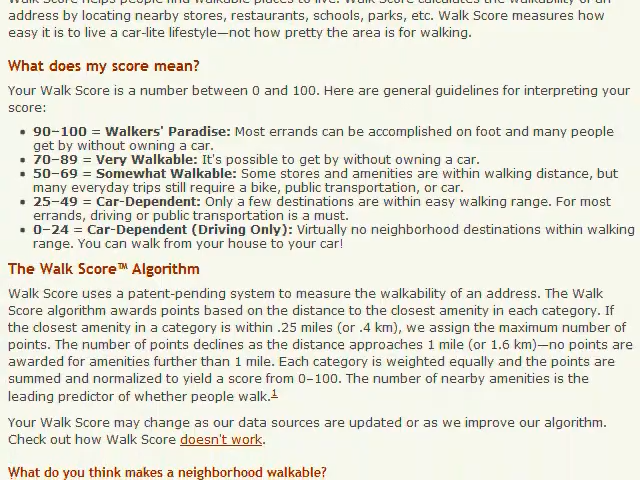 Walk Score helps people find walkable places to live. Walk Score calculates the walkability of an
address by locating nearby stores, restaurants, schools, parks, etc. Walk Score measures how
easy it is to live a car-lite lifestyle—not how pretty the area is for walking.
What does my score mean?
Your Walk Score is a number between 0 and 100. Here are general guidelines for interpreting your
score:
• 90–100 = Walkers' Paradise: Most errands can be accomplished on foot and many people
get by without owning a car.
• 70–89 = Very Walkable: It's possible to get by without owning a car.
• 50–69 = Somewhat Walkable: Some stores and amenities are within walking distance, but
many everyday trips still require a bike, public transportation, or car.
• 25–49 = Car-Dependent: Only a few destinations are within easy walking range. For most
errands, driving or public transportation is a must.
• 0–24 = Car-Dependent (Driving Only): Virtually no neighborhood destinations within walking
range. You can walk from your house to your car!
The Walk Score™ Algorithm
Walk Score uses a patent-pending system to measure the walkability of an address. The Walk
Score algorithm awards points based on the distance to the closest amenity in each category. If
the closest amenity in a category is within .25 miles (or .4 km), we assign the maximum number of
points. The number of points declines as the distance approaches 1 mile (or 1.6 km)—no points are
awarded for amenities further than 1 mile. Each category is weighted equally and the points are
summed and normalized to yield a score from 0–100. The number of nearby amenities is the
leading predictor of whether people walk.1
Your Walk Score may change as our data sources are updated or as we improve our algorithm.
Check out how Walk Score doesn't work.
What do you think makes a neighborhood walkable?